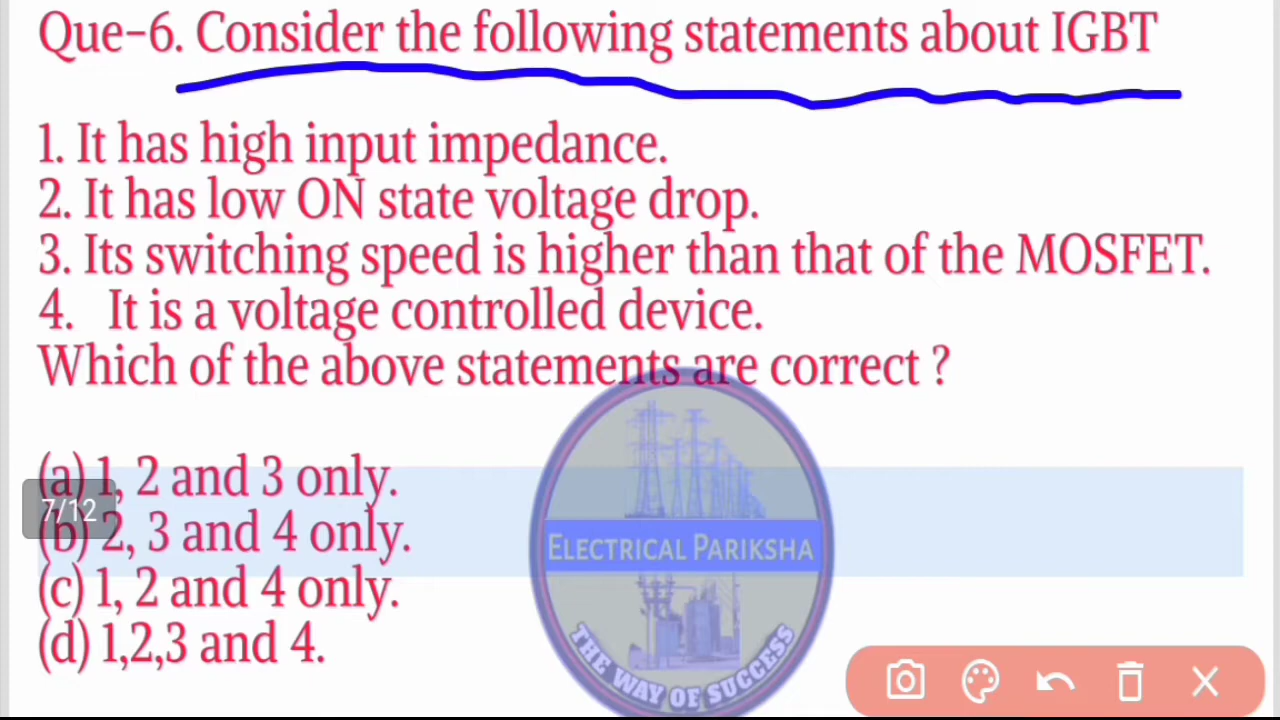 Que-6. Consider the following statements about IGBT
1. It has high input impedance.
2. It has low ON state voltage drop.
3. Its switching speed is higher than that of the MOSFET.
4. It is a voltage controlled device.
Which of the above statements are correct ?
(a) 1, 2 and 3 only.
7/12
(b) 2, 3 and 4 only.
(c) 1, 2 and 4 only.
(d) 1,2,3 and 4.
ELECTRICAL PARIKSHA
THE WAY OF SUCCESS